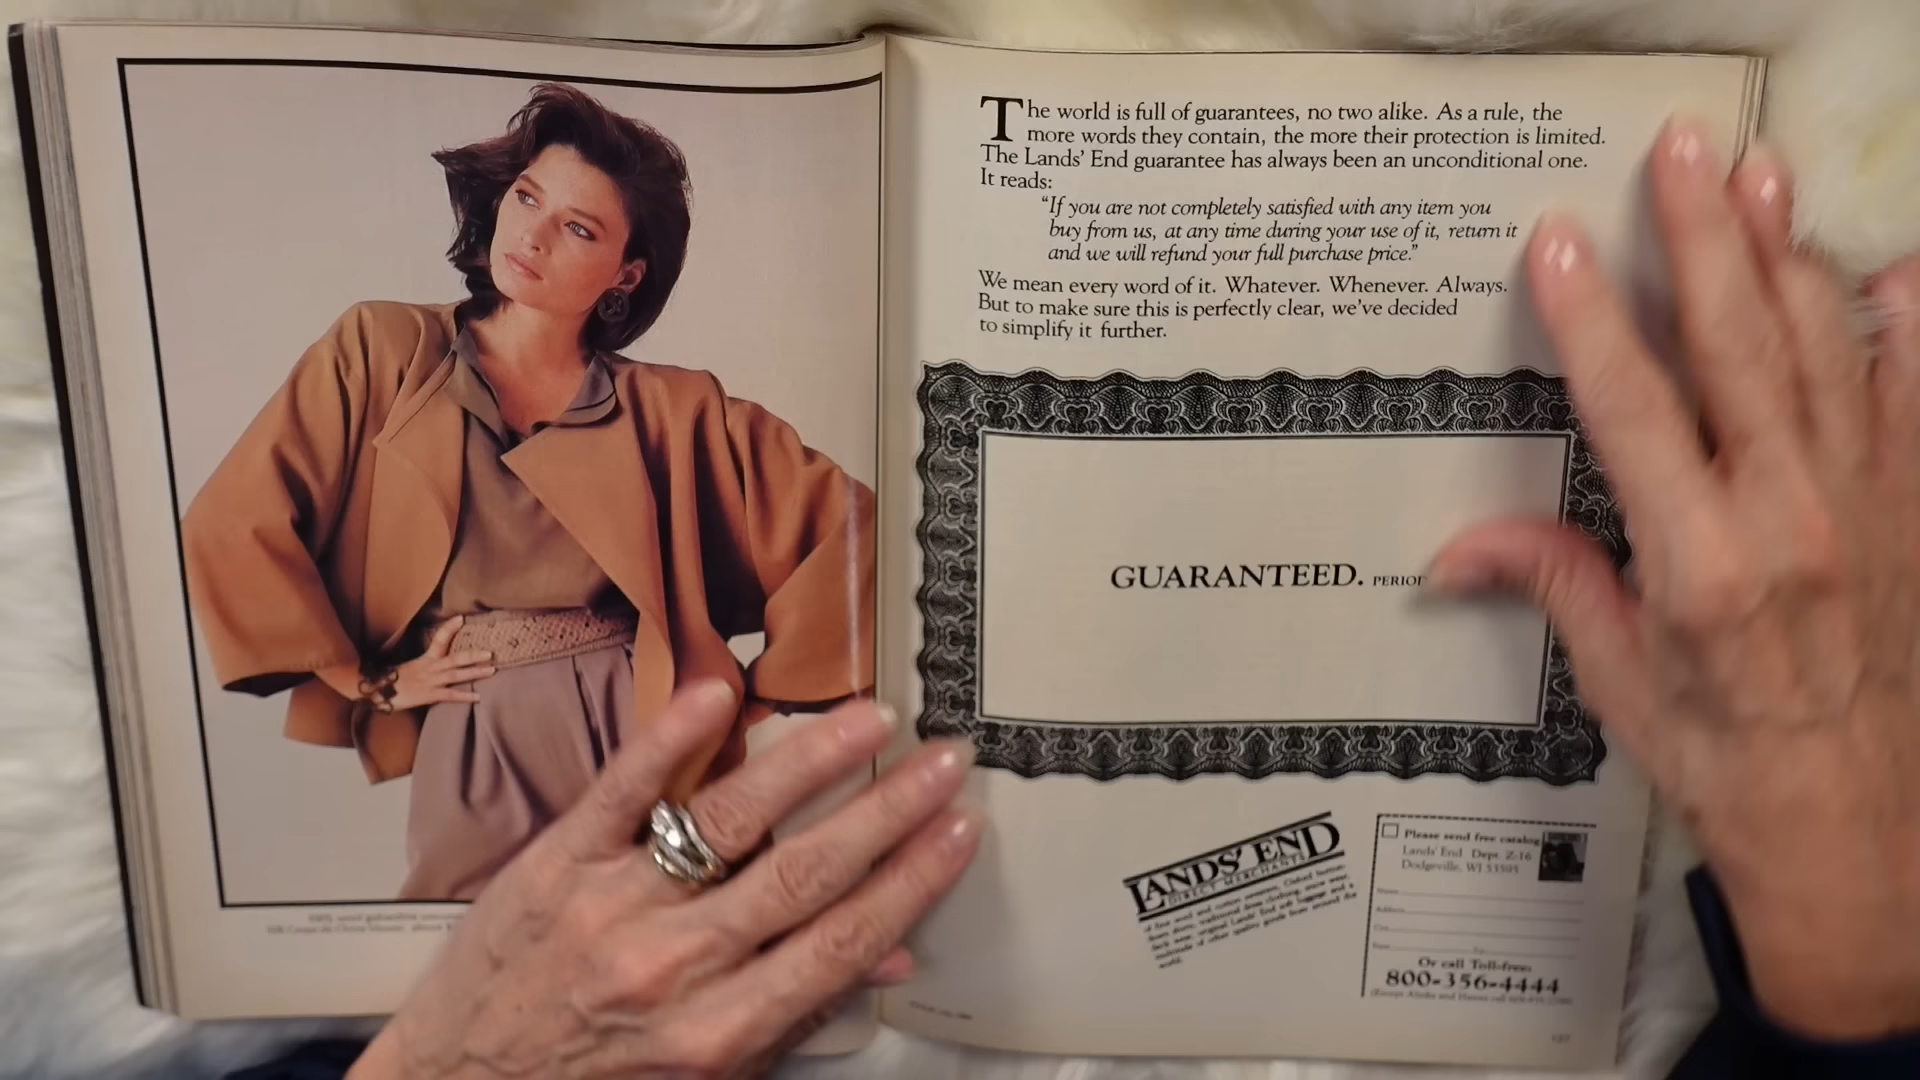 The world is full of guarantees, no two alike. As a rule, the
more words they contain, the more their protection is limited.
The Lands' End guarantee has always been an unconditional one.
It reads:
“If you are not completely satisfied with any item you
buy from us, at any time during your use of it, return it
and we will refund your full purchase price.”
We mean every word of it. Whatever. Whenever. Always.
But to make sure this is perfectly clear, we've decided
to simplify it further.
GUARANTEED. PERIOD
LANDS' END
DIRECT MERCHANTS
Please send free catalog
Lands' End Dept. Z-16
Dodgeville, WI 53595
Or call Toll-free:
800-356-4444